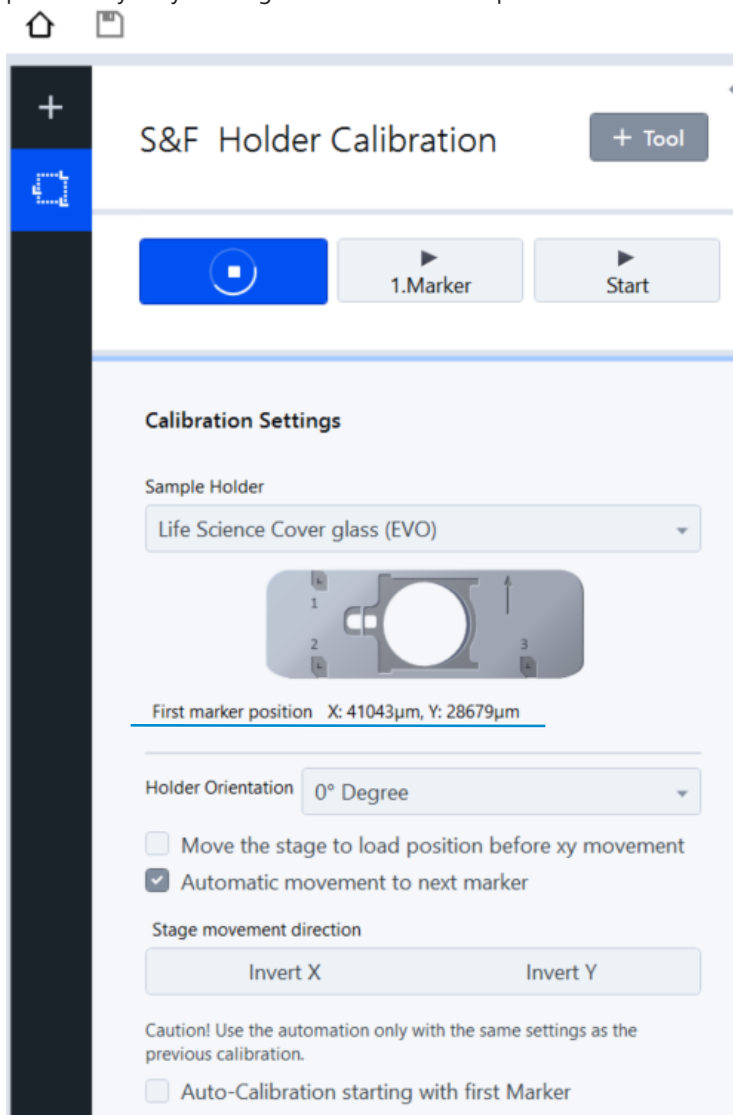 S&F Holder Calibration
+ Tool
1.Marker
Start
Calibration Settings
Sample Holder
Life Science Cover glass (EVO)
1
2
3
First marker position X: 41043µm, Y: 28679µm
Holder Orientation 0° Degree
Move the stage to load position before xy movement
Automatic movement to next marker
Stage movement direction
Invert X Invert Y
Caution! Use the automation only with the same settings as the
previous calibration.
Auto-Calibration starting with first Marker